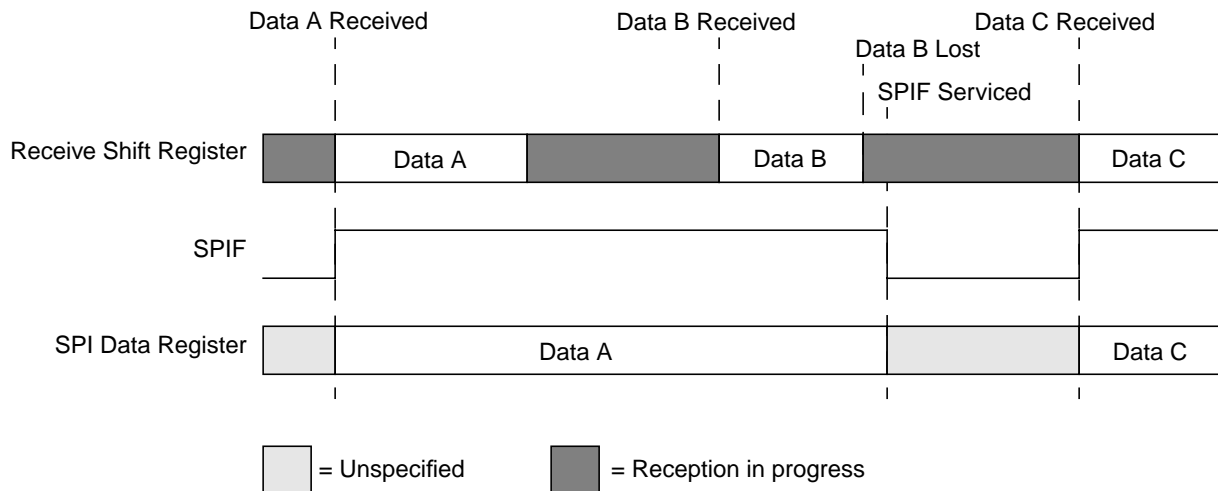 Data A Received
Data B Received
Data C Received
Data B Lost
SPIF Serviced
Receive Shift Register
Data A
Data B
Data C
SPIF
SPI Data Register
Data A
Data C
= Unspecified
= Reception in progress